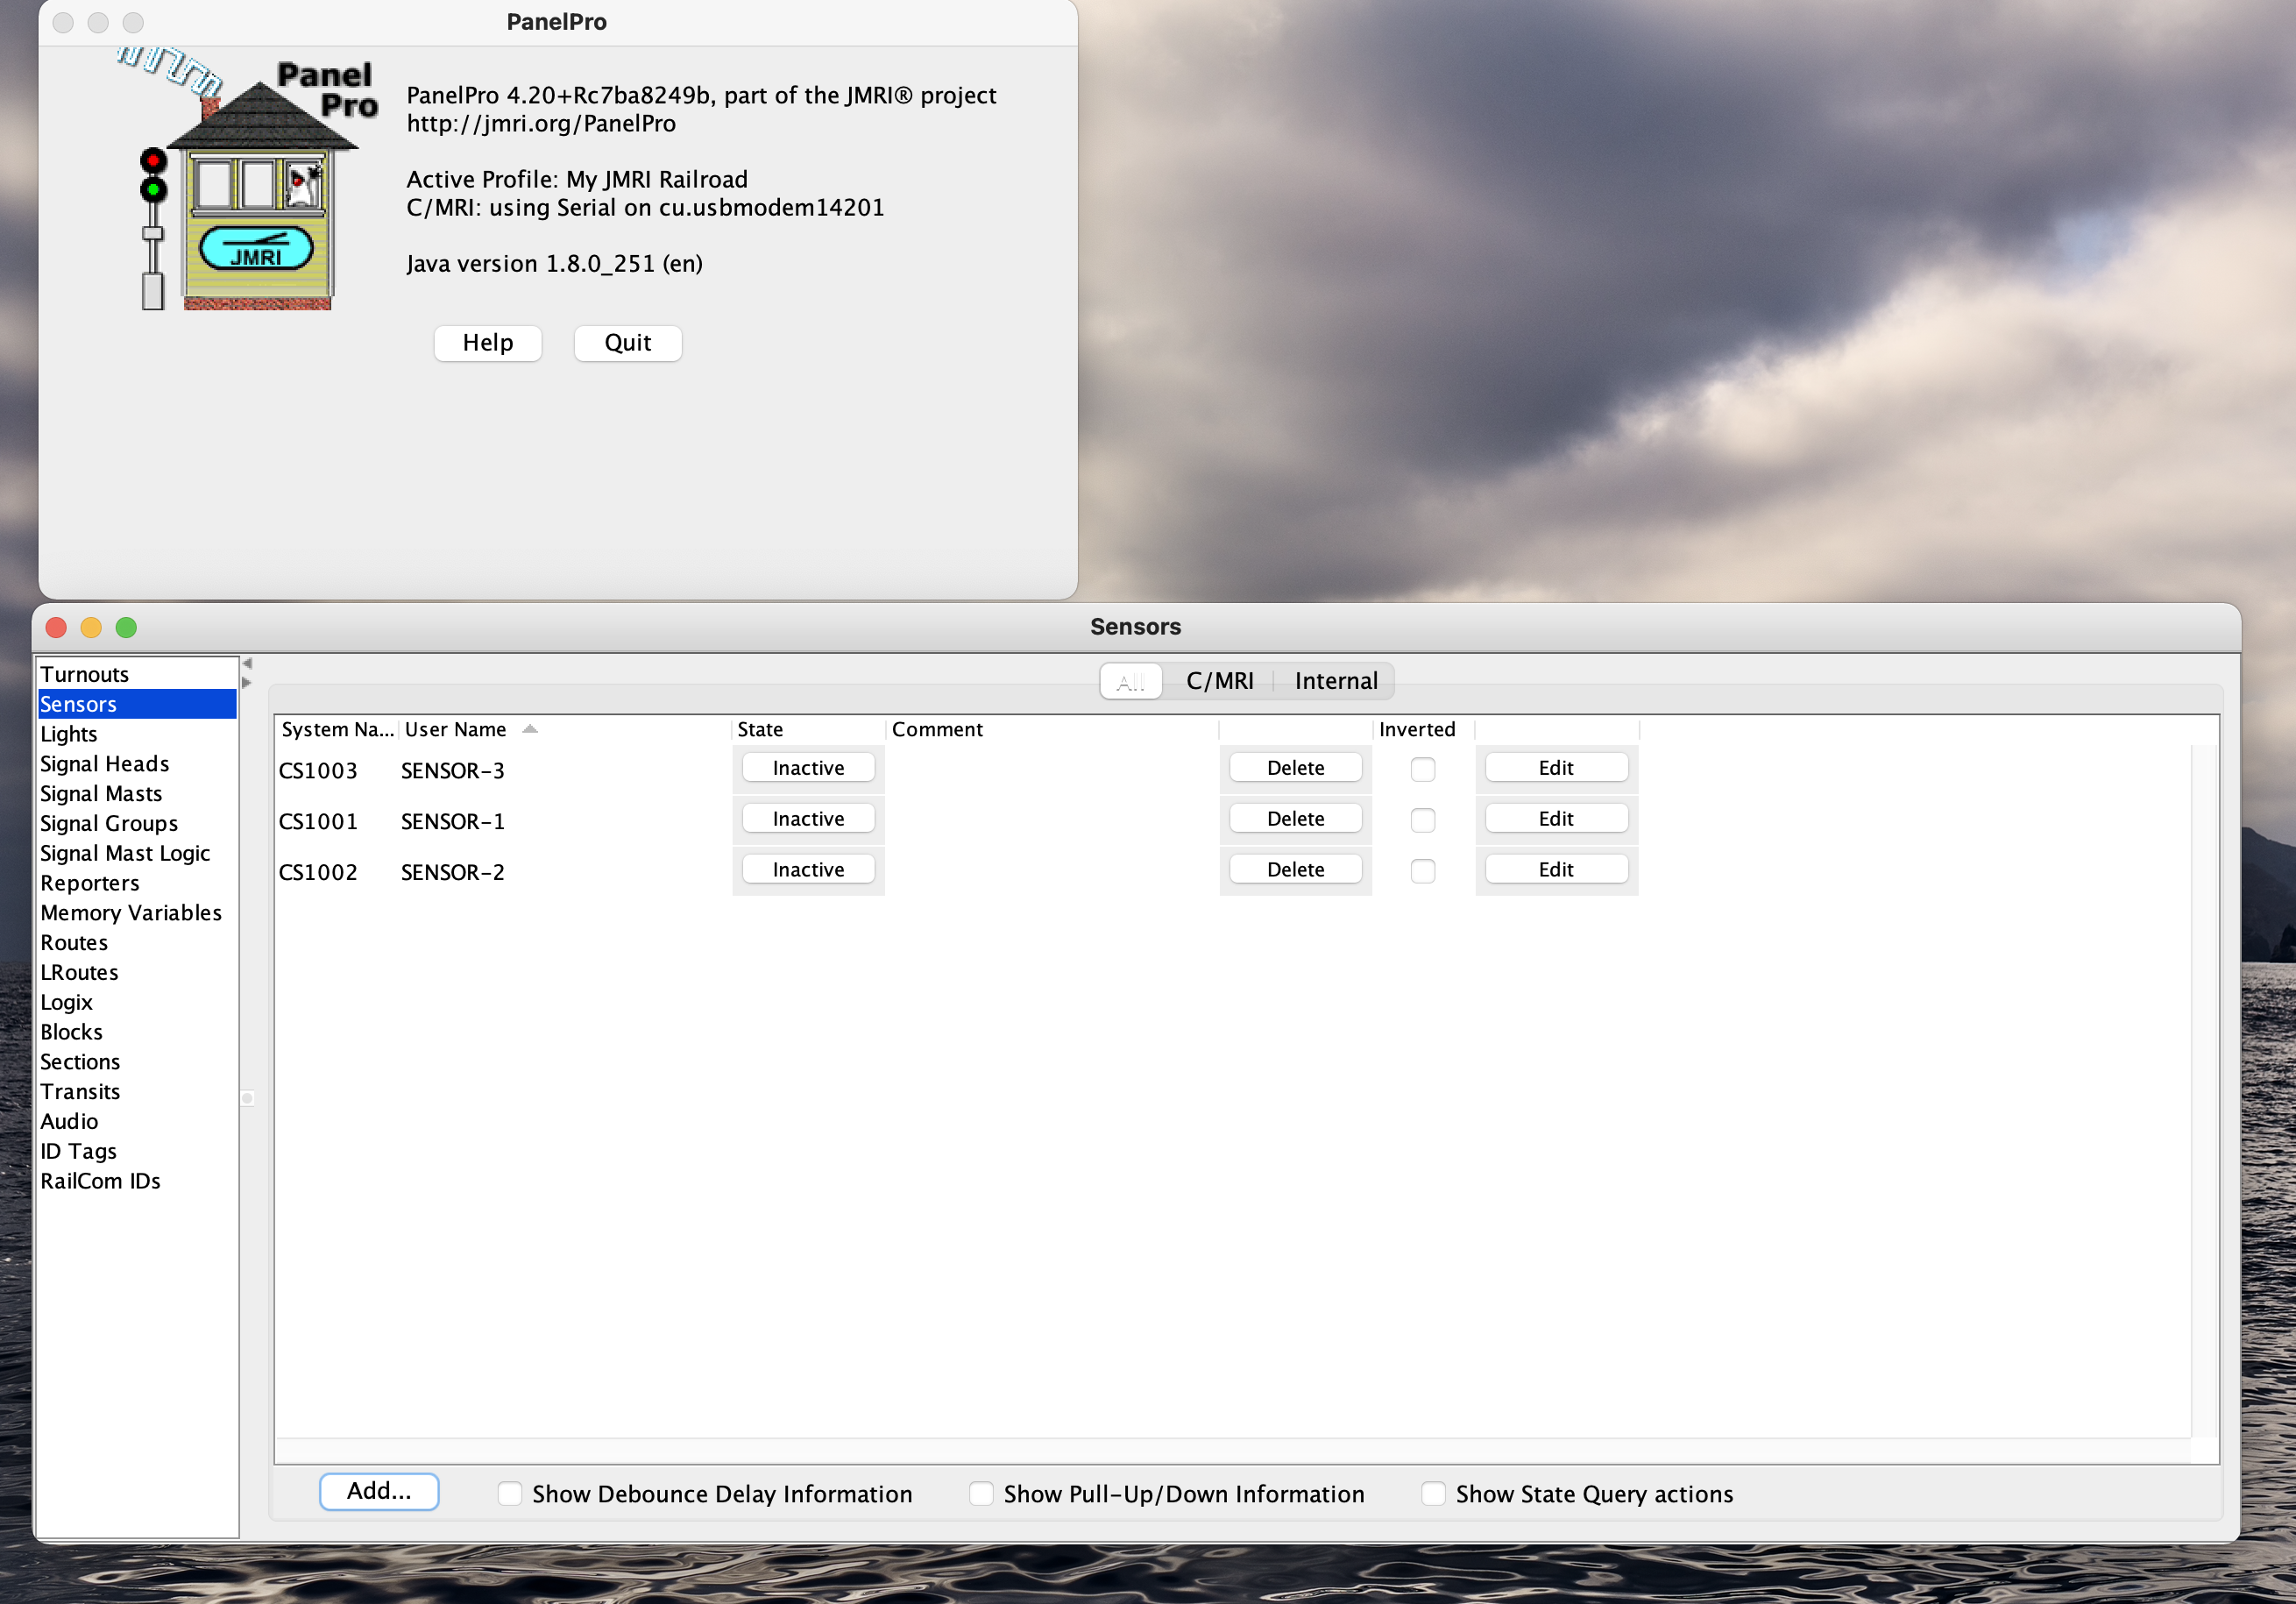 PanelPro
Panel
Pro
PanelPro 4.20+Rc7ba8249b, part of the JMRI® project
http://jmri.org/PanelPro
Active Profile: My JMRI Railroad
C/MRI: using Serial on cu.usbmodem14201
JMRI
Java version 1.8.0_251 (en)
Help Quit
Sensors
Turnouts
Sensors
Lights
Signal Heads
Signal Masts
Signal Groups
Signal Mast Logic
Reporters
Memory Variables
Routes
LRoutes
Logix
Blocks
Sections
Transits
Audio
ID Tags
RailCom IDs
All C/MRI Internal
System Na... User Name State Comment Inverted
CS1003 SENSOR-3 Inactive Delete Edit
CS1001 SENSOR-1 Inactive Delete Edit
CS1002 SENSOR-2 Inactive Delete Edit
Add... Show Debounce Delay Information Show Pull-Up/Down Information Show State Query actions